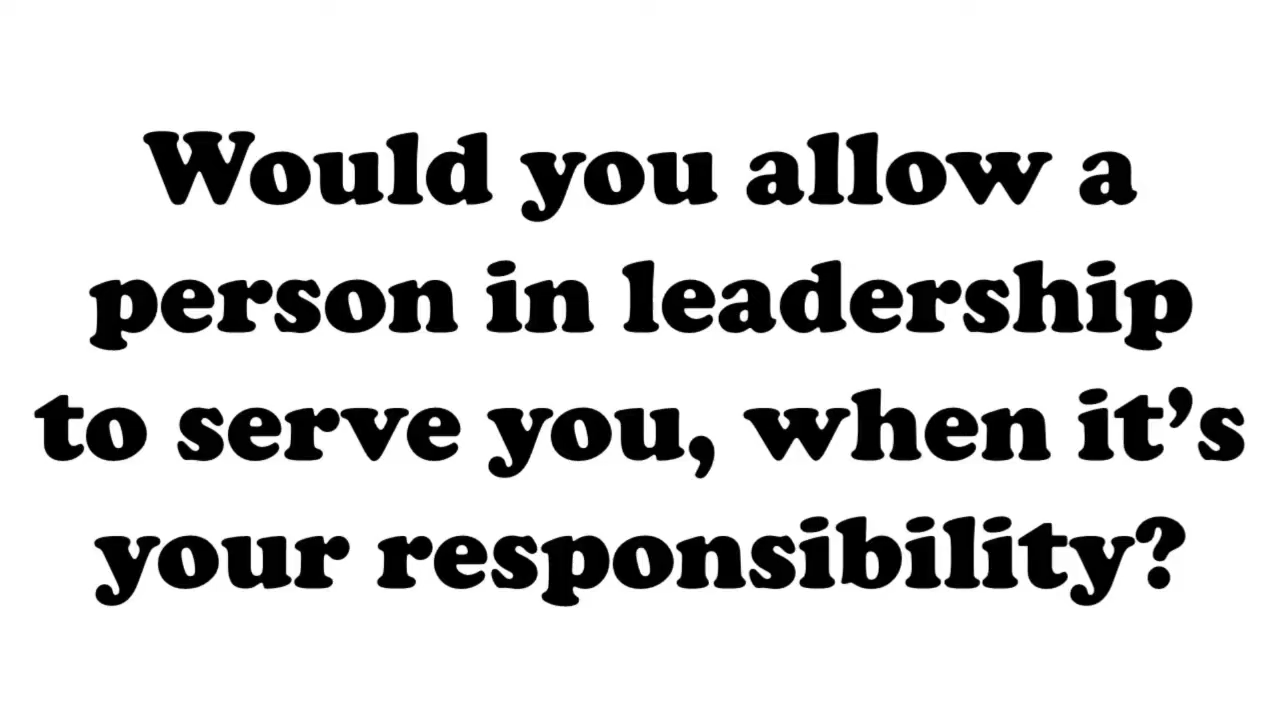 Would you allow a
person in leadership
to serve you, when it’s
your responsibility?